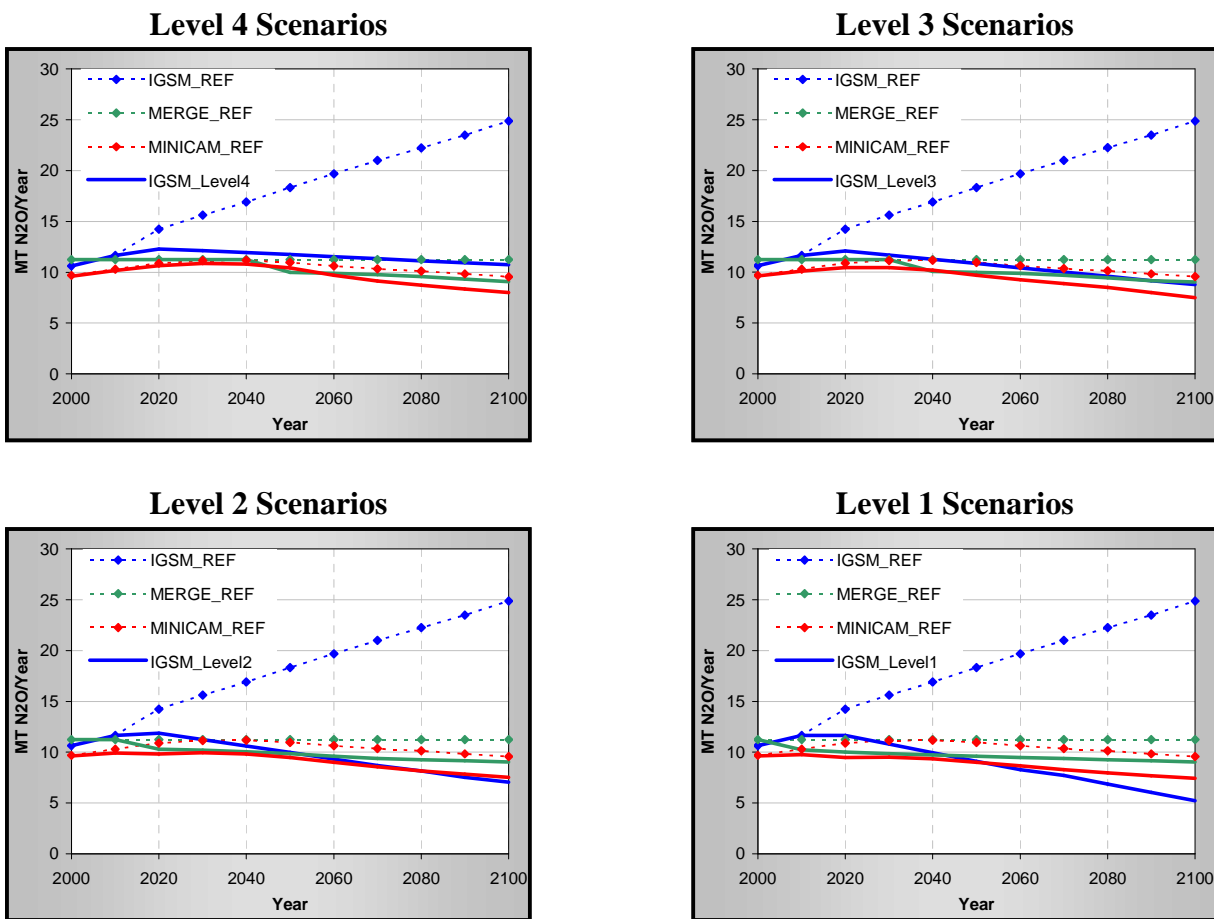 Level 4 Scenarios
MT N2O/Year
30
25
20
15
10
5
0
IGSM_REF
MERGE_REF
MINICAM_REF
IGSM_Level4
2000 2020 2040 2060 2080 2100
Year
Level 3 Scenarios
MT N2O/Year
30
25
20
15
10
5
0
IGSM_REF
MERGE_REF
MINICAM_REF
IGSM_Level3
2000 2020 2040 2060 2080 2100
Year
Level 2 Scenarios
MT N2O/Year
30
25
20
15
10
5
0
IGSM_REF
MERGE_REF
MINICAM_REF
IGSM_Level2
2000 2020 2040 2060 2080 2100
Year
Level 1 Scenarios
MT N2O/Year
30
25
20
15
10
5
0
IGSM_REF
MERGE_REF
MINICAM_REF
IGSM_Level1
2000 2020 2040 2060 2080 2100
Year